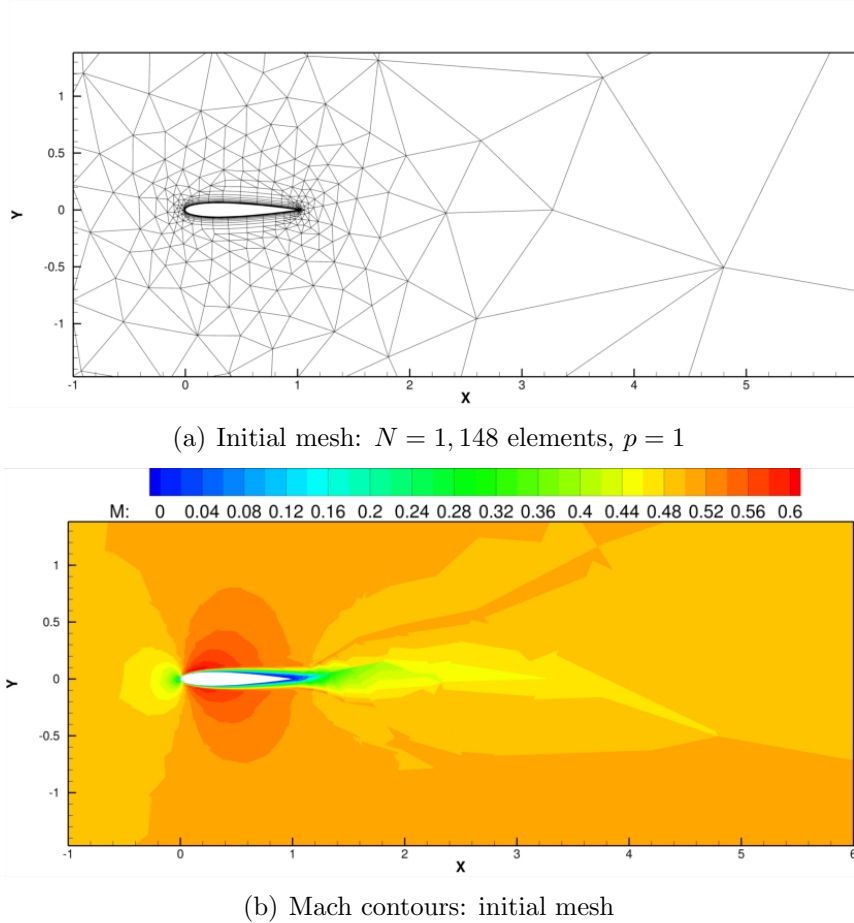 1
0.5
0
-0.5
-1
Y
-1 0 1 2 3 4 5
X
(a) Initial mesh: N = 1, 148 elements, p = 1
M: 0 0.04 0.08 0.12 0.16 0.2 0.24 0.28 0.32 0.36 0.4 0.44 0.48 0.52 0.56 0.6
1
0.5
0
-0.5
-1
Y
-1 0 1 2 3 4 5 6
X
(b) Mach contours: initial mesh